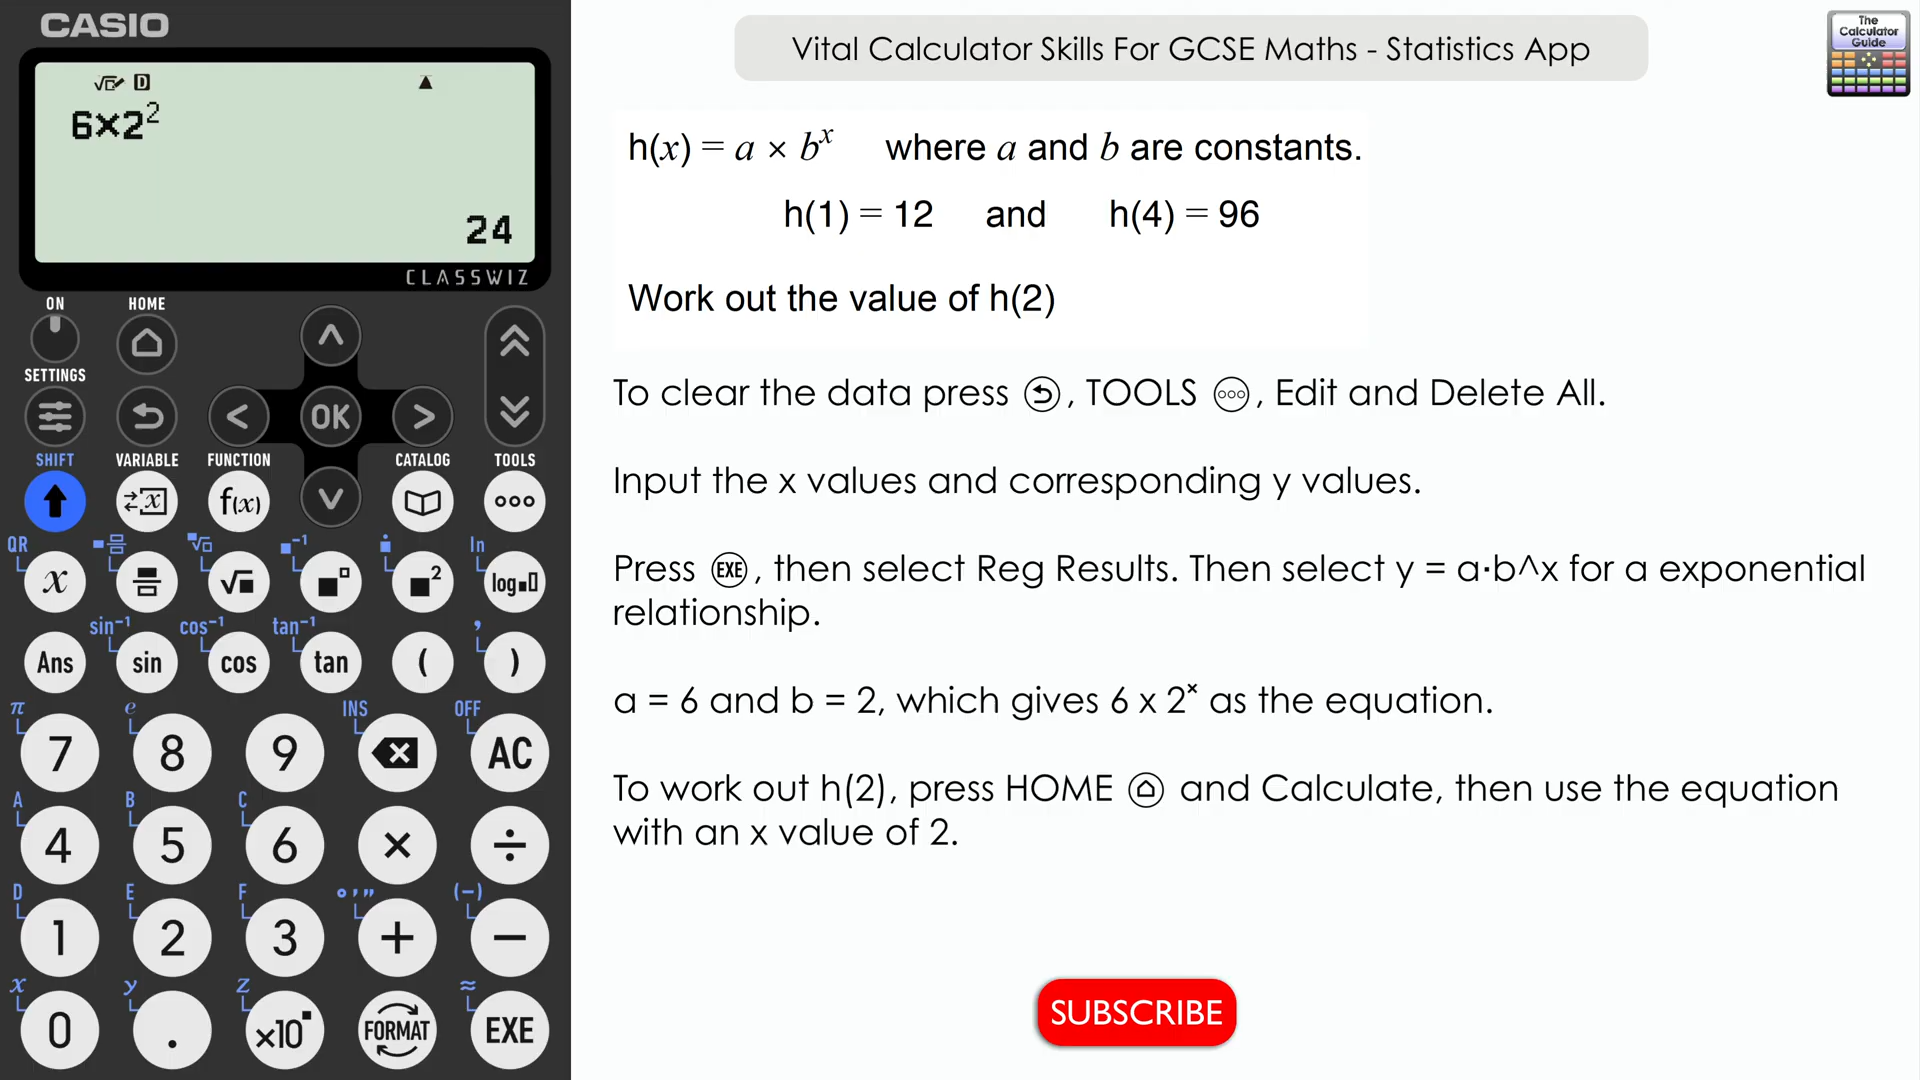 CASIO
Vital Calculator Skills For GCSE Maths - Statistics App
The
Calculator
Guide
√▫ D ▲
6×2²
24
CLASSWIZ
h(x) = a × bˣ where a and b are constants.
h(1) = 12 and h(4) = 96
Work out the value of h(2)
To clear the data press ⮌, TOOLS ⊙, Edit and Delete All.
Input the x values and corresponding y values.
Press EXE, then select Reg Results. Then select y = a·b^x for a exponential
relationship.
a = 6 and b = 2, which gives 6 x 2ˣ as the equation.
To work out h(2), press HOME ⌂ and Calculate, then use the equation
with an x value of 2.
SUBSCRIBE
ON HOME
SETTINGS
OK
SHIFT VARIABLE FUNCTION CATALOG TOOLS
x f(x)
QR √ -1 ln
x √■ ■² log
sin⁻¹ cos⁻¹ tan⁻¹ ,
Ans sin cos tan ( )
π e INS OFF
7 8 9 AC
A B C
4 5 6 × ÷
D E F ° ′ ″ (−)
1 2 3 + −
x y z ≈
0 . ×10■ FORMAT EXE